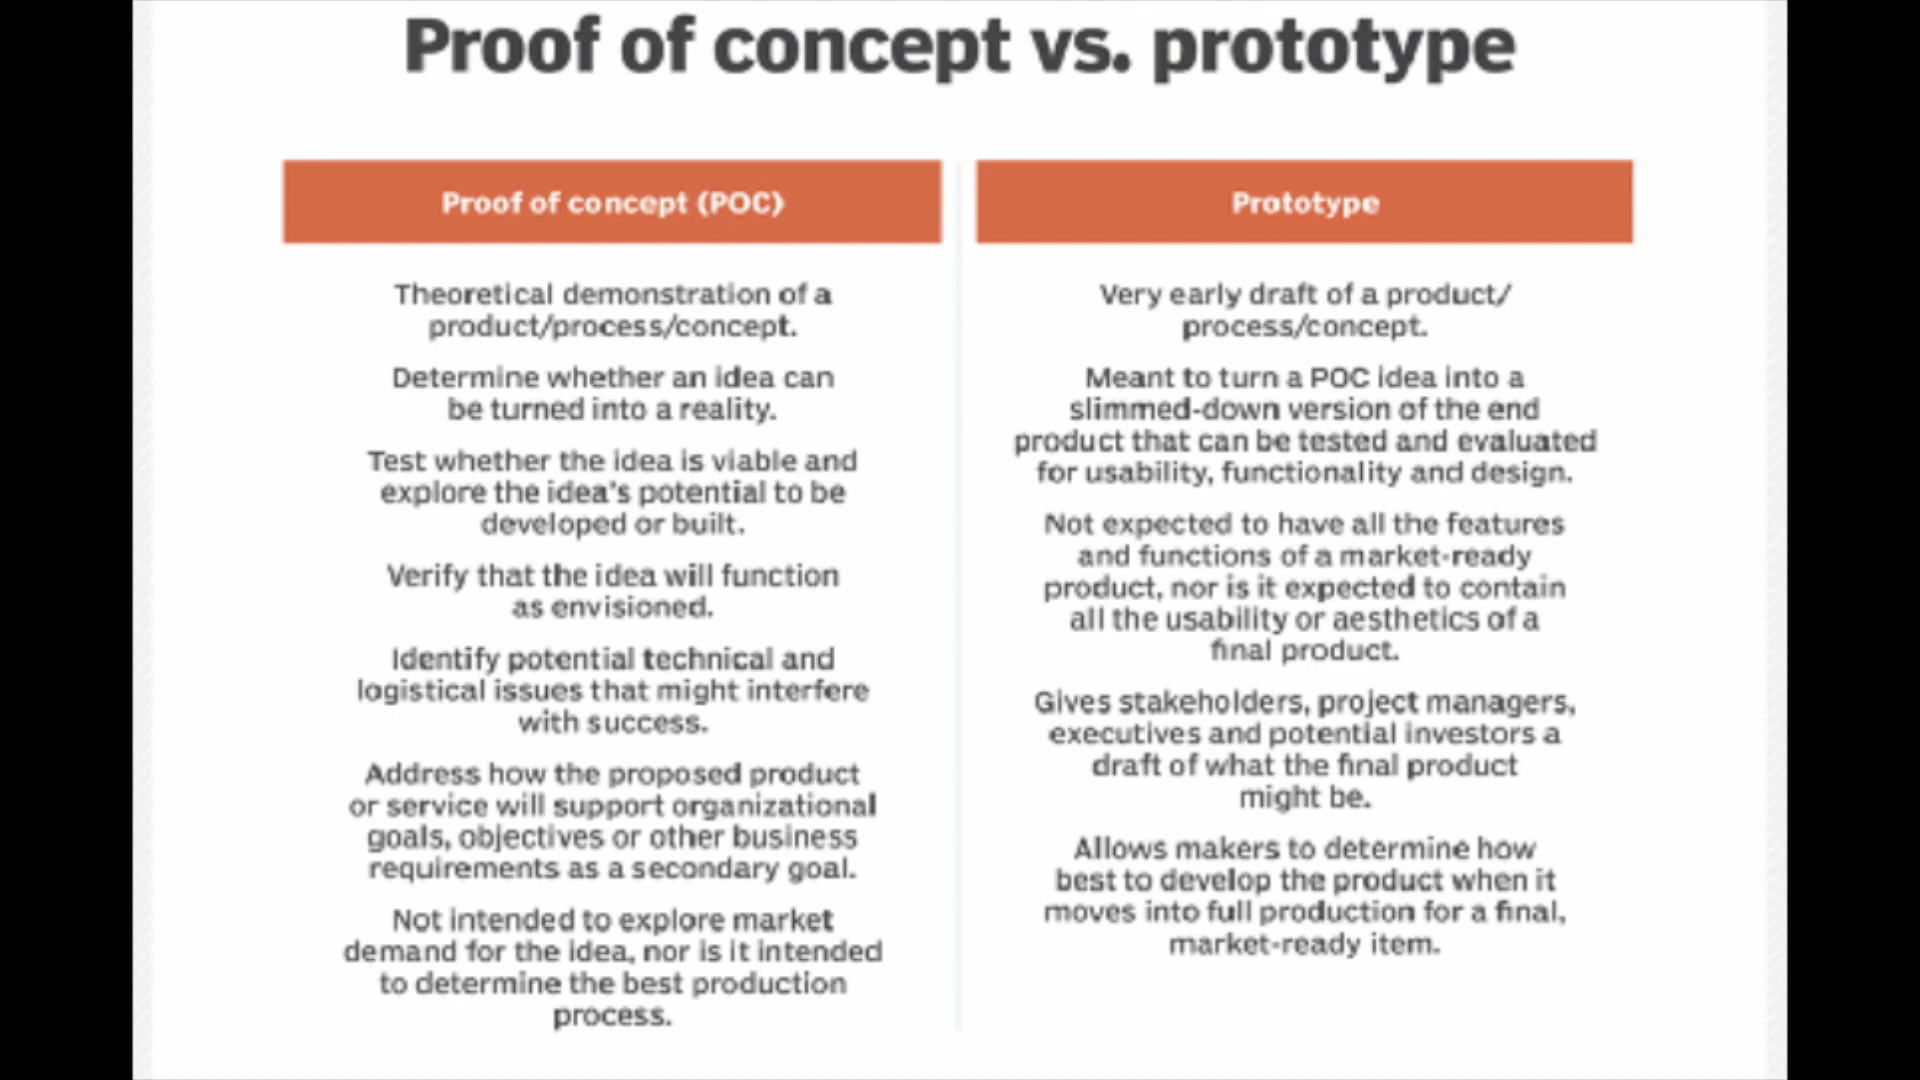 Proof of concept vs. prototype
Proof of concept (POC)
Theoretical demonstration of a
product/process/concept.
Determine whether an idea can
be turned into a reality.
Test whether the idea is viable and
explore the idea's potential to be
developed or built.
Verify that the idea will function
as envisioned.
Identify potential technical and
logistical issues that might interfere
with success.
Address how the proposed product
or service will support organizational
goals, objectives or other business
requirements as a secondary goal.
Not intended to explore market
demand for the idea, nor is it intended
to determine the best production
process.
Prototype
Very early draft of a product/
process/concept.
Meant to turn a POC idea into a
slimmed-down version of the end
product that can be tested and evaluated
for usability, functionality and design.
Not expected to have all the features
and functions of a market-ready
product, nor is it expected to contain
all the usability or aesthetics of a
final product.
Gives stakeholders, project managers,
executives and potential investors a
draft of what the final product
might be.
Allows makers to determine how
best to develop the product when it
moves into full production for a final,
market-ready item.